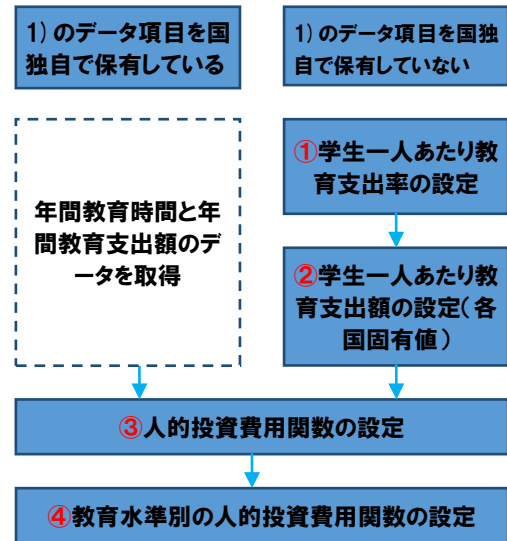 1）のデータ項目を国
独自で保有している
1）のデータ項目を国独
自で保有していない
年間教育時間と年
間教育支出額のデ
ータを取得
①学生一人あたり教
育支出率の設定
②学生一人あたり教
育支出額の設定（各
国固有値）
③人的投資費用関数の設定
④教育水準別の人的投資費用関数の設定